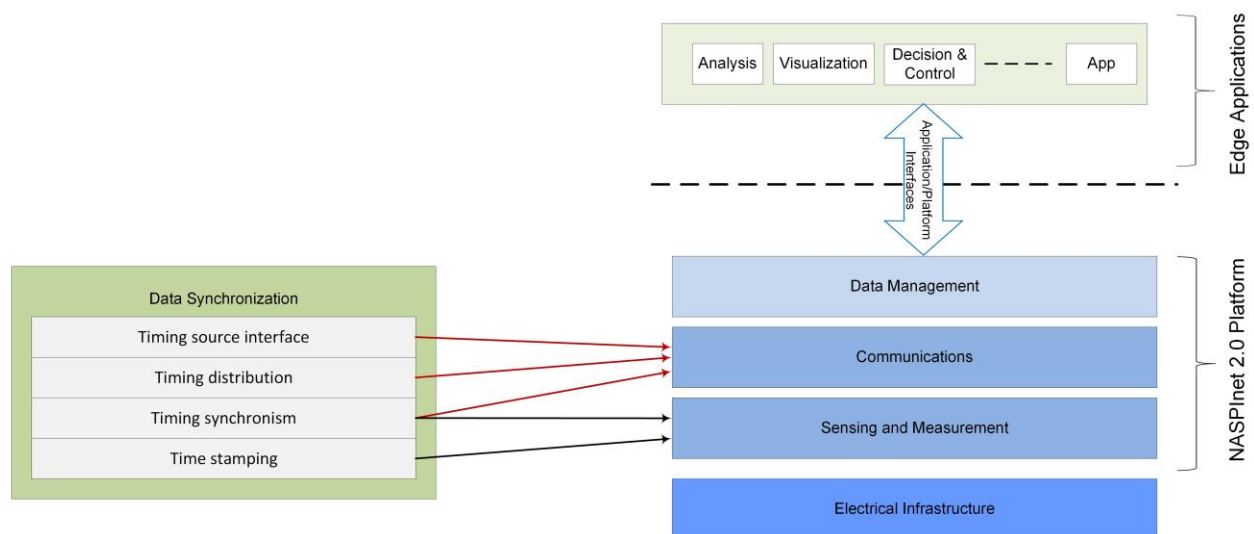 Analysis
Visualization
Decision &
Control
App
Edge Applications
Application/Platform
Interfaces
Data Synchronization
Timing source interface
Timing distribution
Timing synchronism
Time stamping
Data Management
Communications
Sensing and Measurement
Electrical Infrastructure
NASPInet 2.0 Platform